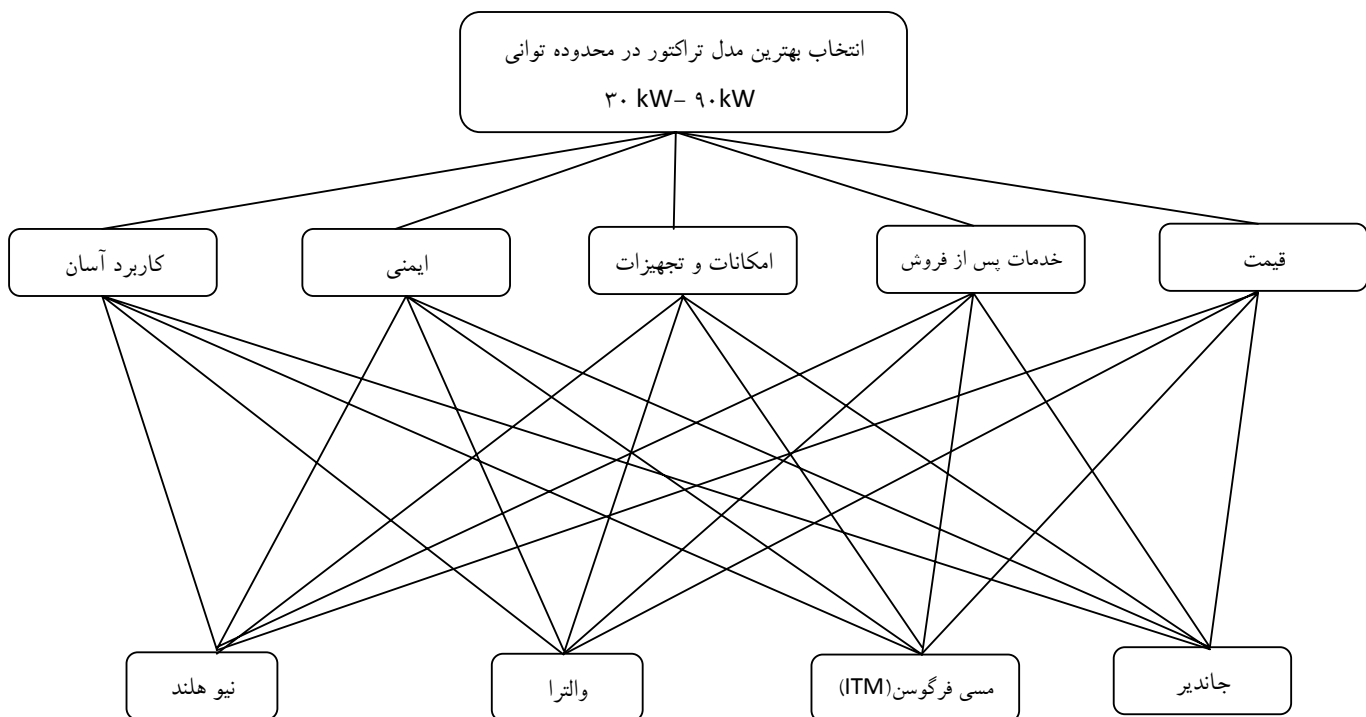 انتخاب بهترین مدل تراکتور در محدوده توانی
۳۰ kW– ۹۰kW
قیمت
خدمات پس از فروش
امکانات و تجهیزات
ایمنی
کاربرد آسان
جاندیر
مسی فرگوسن(ITM)
والترا
نیو هلند